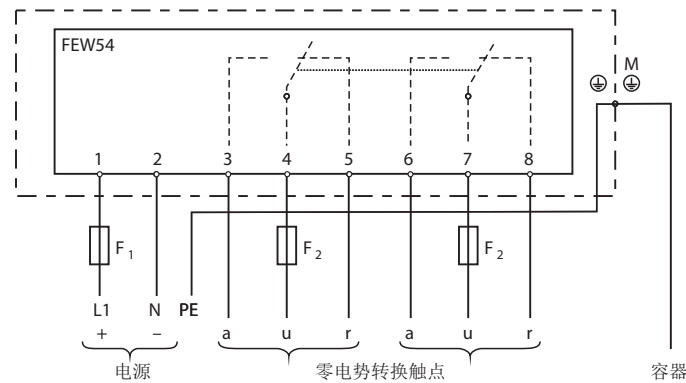 FEW54
M
1 2 3 4 5 6 7 8
F1 F2 F2
L1 N PE
+ – a u r a u r
电源 零电势转换触点 容器